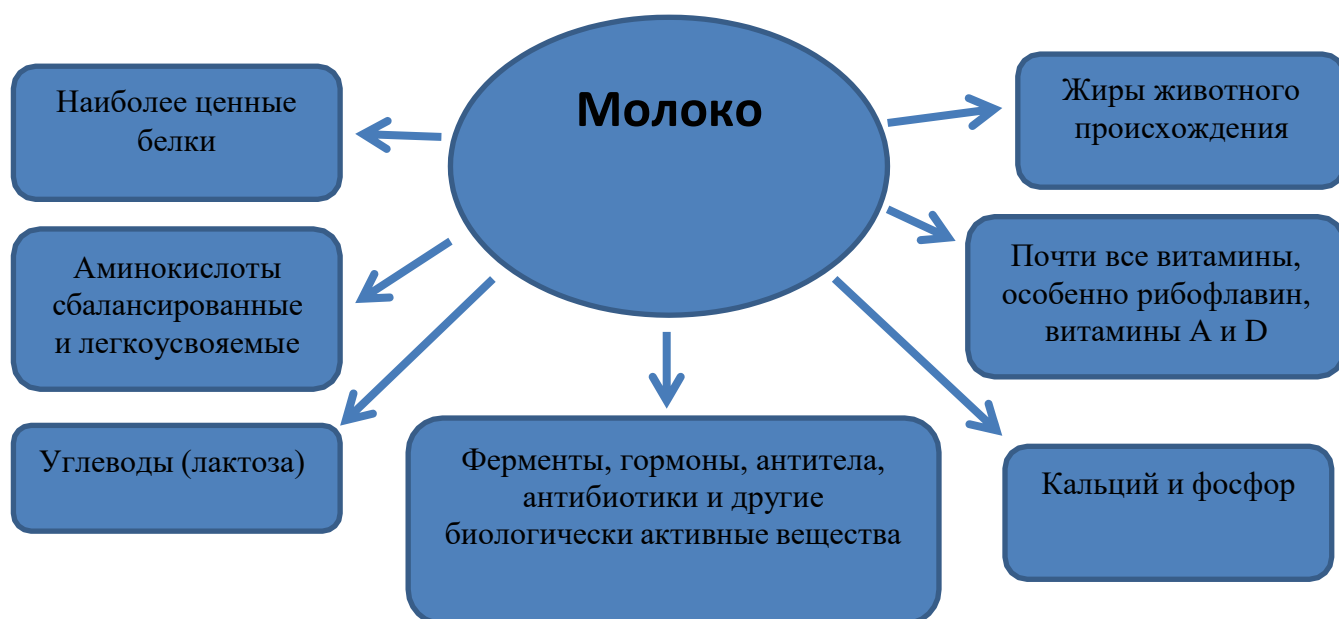 Молоко
Наиболее ценные
белки
Аминокислоты
сбалансированные
и легкоусвояемые
Углеводы (лактоза)
Ферменты, гормоны, антитела,
антибиотики и другие
биологически активные вещества
Жиры животного
происхождения
Почти все витамины,
особенно рибофлавин,
витамины А и D
Кальций и фосфор